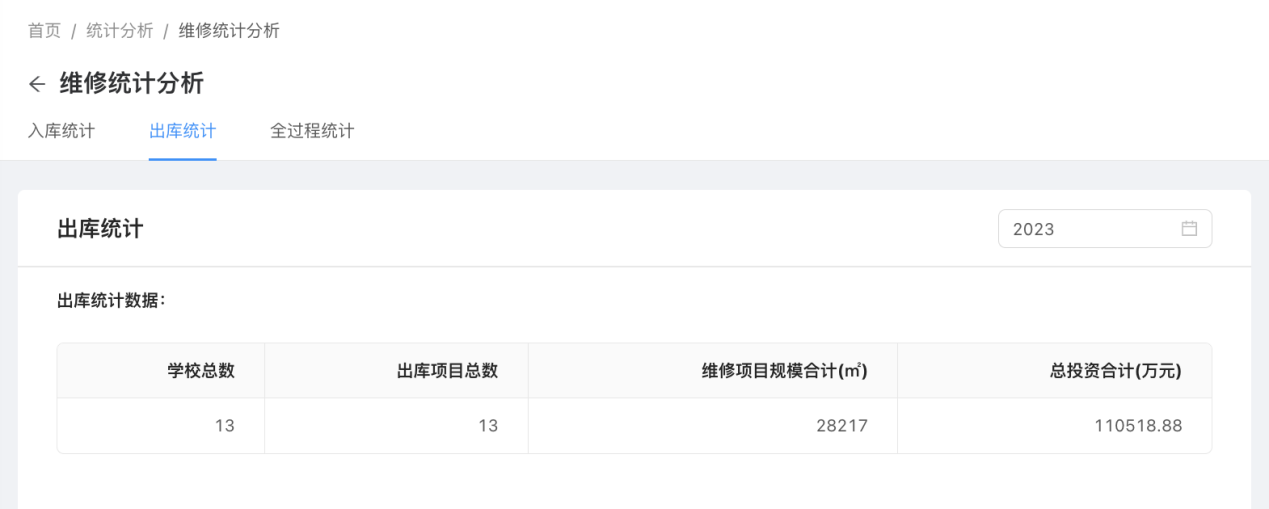 首页 / 统计分析 / 维修统计分析
← 维修统计分析
入库统计 出库统计 全过程统计
出库统计 2023
出库统计数据：
学校总数 出库项目总数 维修项目规模合计(㎡) 总投资合计(万元)
13 13 28217 110518.88